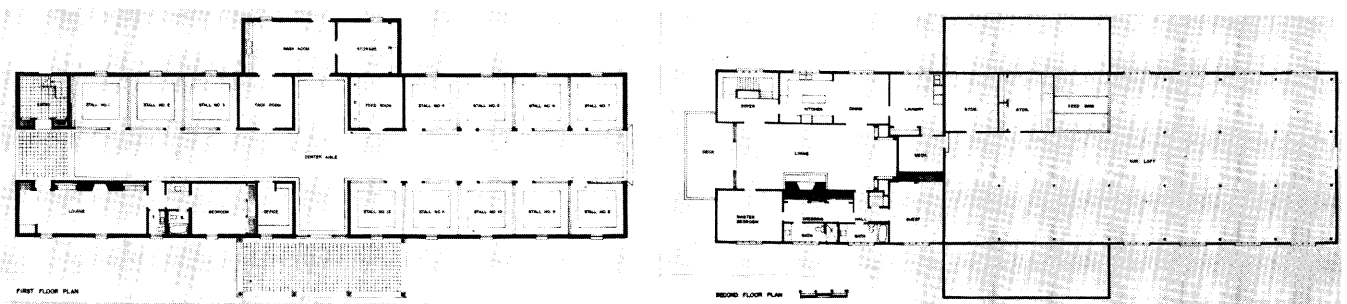 WASH ROOM
STORAGE
STALL NO. 1
STALL NO. 2
STALL NO. 3
TACK ROOM
FEED ROOM
STALL NO. 4
STALL NO. 5
STALL NO. 6
STALL NO. 7
CENTER AISLE
LOUNGE
BEDROOM
OFFICE
STALL NO. 12
STALL NO. 11
STALL NO. 10
STALL NO. 9
STALL NO. 8
FIRST FLOOR PLAN
FOYER
KITCHEN
DINING
LAUNDRY
STOR.
STOR.
FEED BINS
DECK
LIVING
DECK
HAY LOFT
MASTER
BEDROOM
DRESSING
HALL
GUEST
BATH
BATH
SECOND FLOOR PLAN